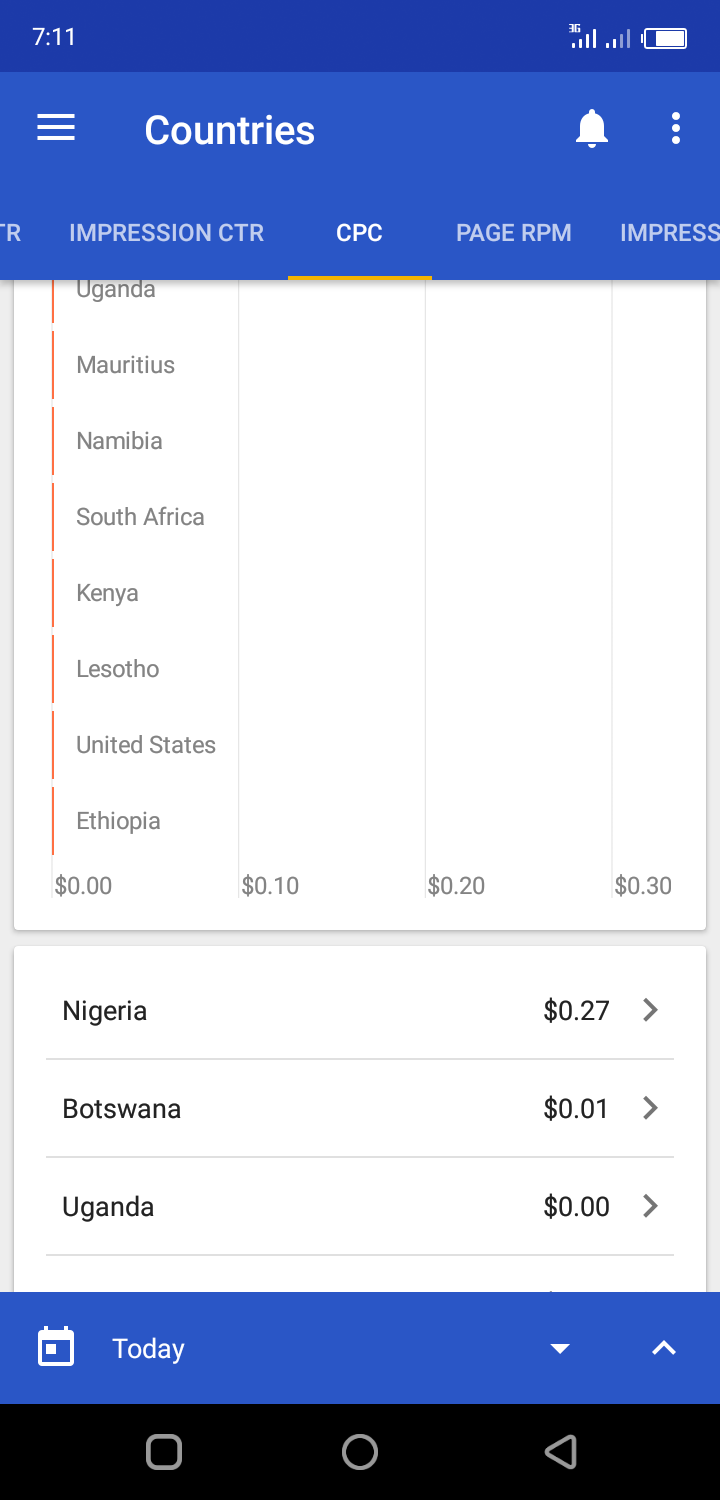 7:11
3G
Countries
TR IMPRESSION CTR CPC PAGE RPM IMPRESS
Uganda
Mauritius
Namibia
South Africa
Kenya
Lesotho
United States
Ethiopia
$0.00 $0.10 $0.20 $0.30
Nigeria $0.27
Botswana $0.01
Uganda $0.00
Today